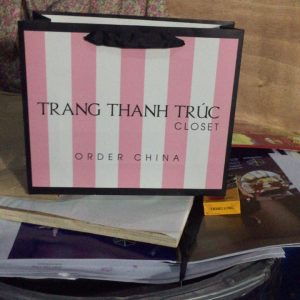 TRANG THANH TRÚC
CLOSET
ORDER CHINA